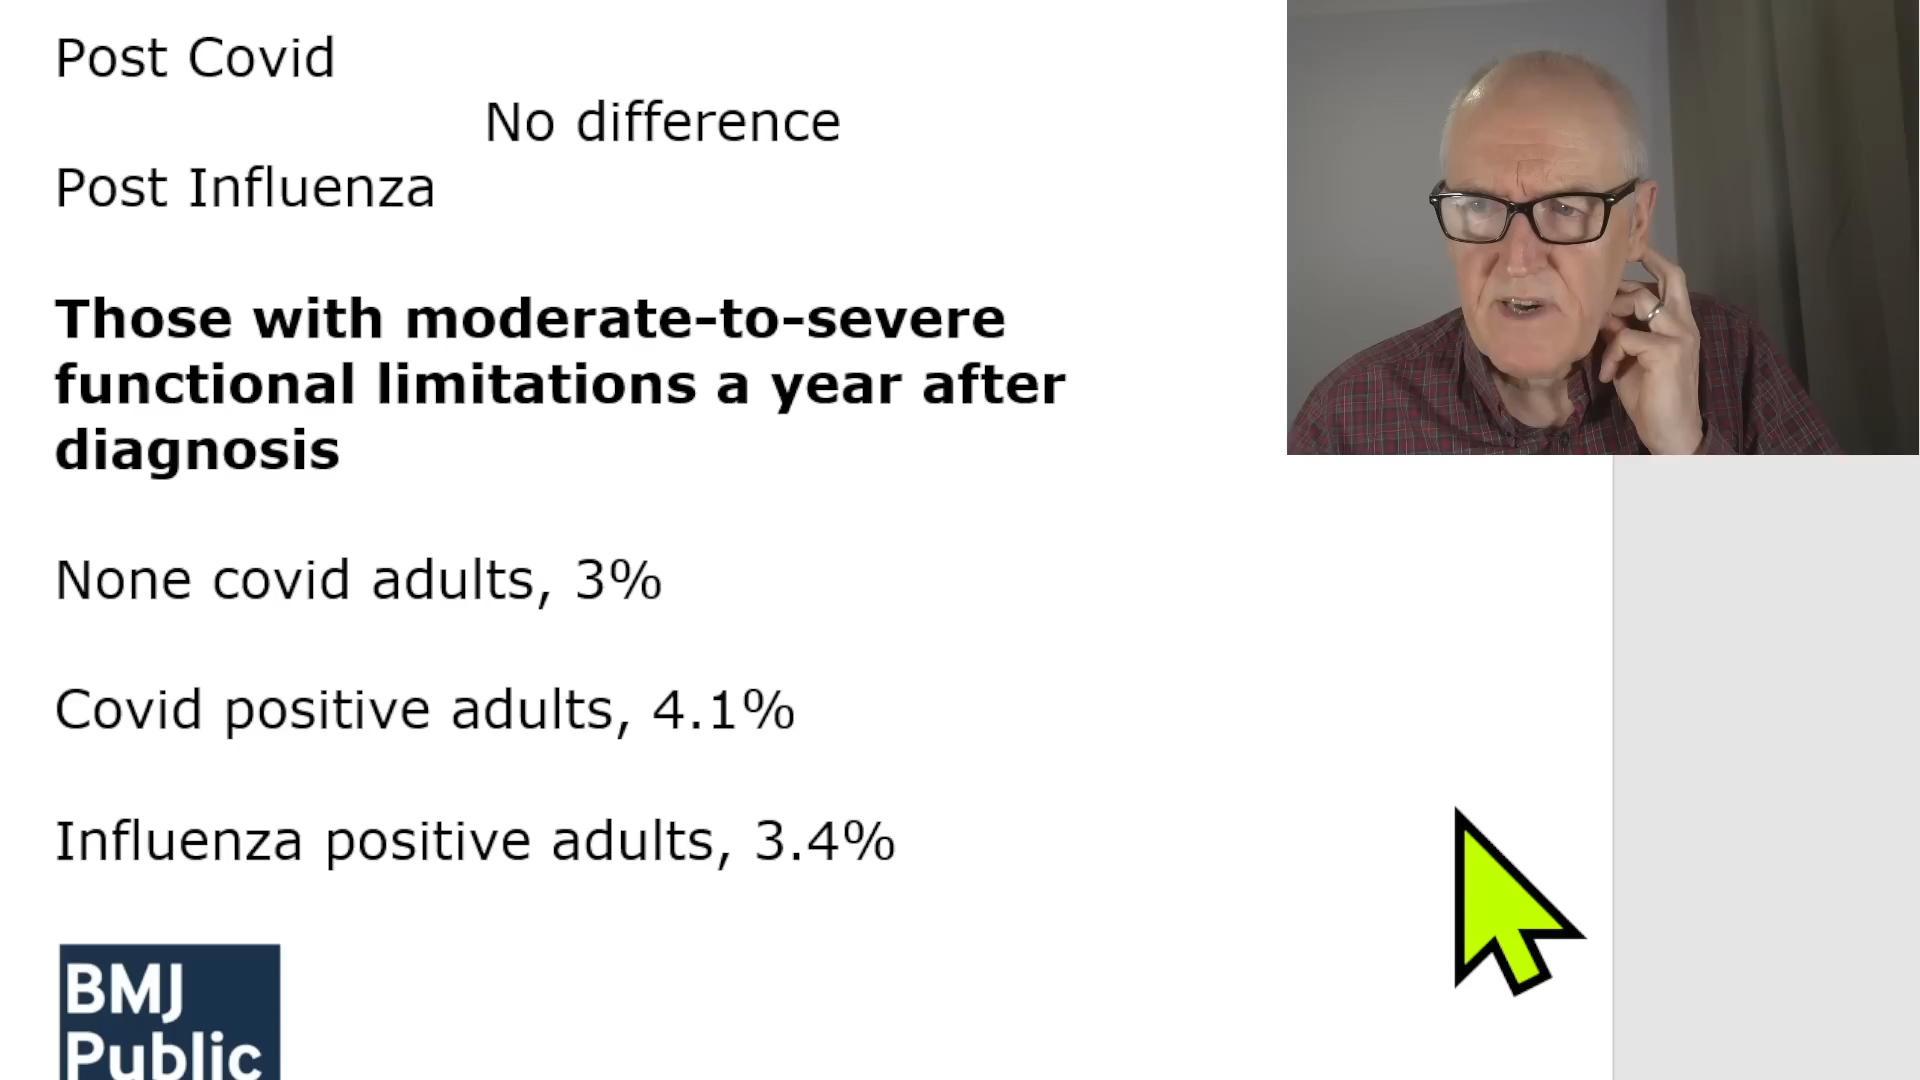 Post Covid
No difference
Post Influenza
Those with moderate-to-severe
functional limitations a year after
diagnosis
None covid adults, 3%
Covid positive adults, 4.1%
Influenza positive adults, 3.4%
BMJ
Public